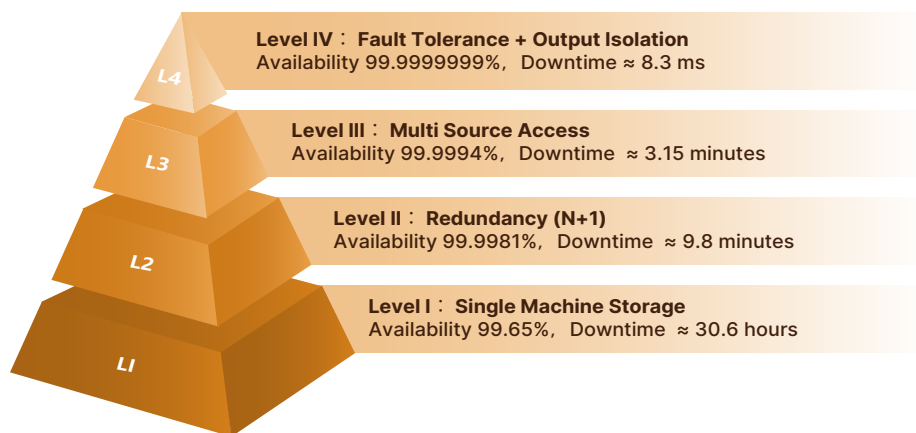 Level IV： Fault Tolerance + Output Isolation
Availability 99.9999999%, Downtime ≈ 8.3 ms
L4
Level III： Multi Source Access
Availability 99.9994%, Downtime ≈ 3.15 minutes
L3
Level II： Redundancy (N+1)
Availability 99.9981%, Downtime ≈ 9.8 minutes
L2
Level I： Single Machine Storage
Availability 99.65%, Downtime ≈ 30.6 hours
LI